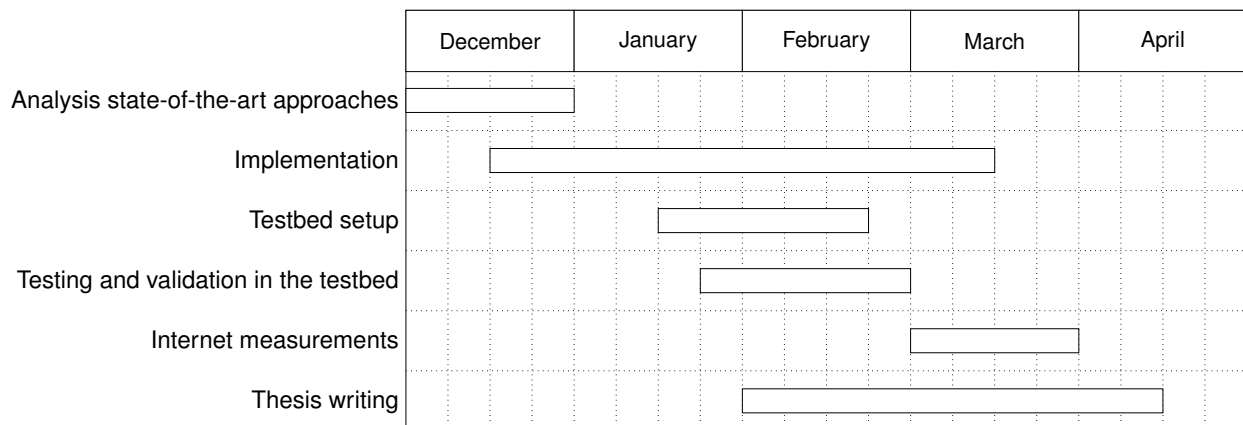 December January February March April
Analysis state-of-the-art approaches
Implementation
Testbed setup
Testing and validation in the testbed
Internet measurements
Thesis writing